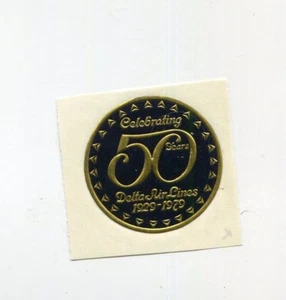 Celebrating
50 Years
Delta Air Lines
1929-1979